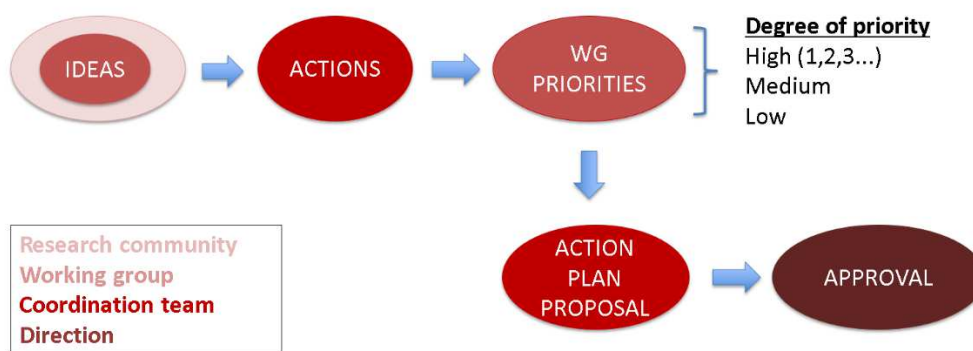 IDEAS
ACTIONS
WG
PRIORITIES
Degree of priority
High (1,2,3...)
Medium
Low
Research community
Working group
Coordination team
Direction
ACTION
PLAN
PROPOSAL
APPROVAL